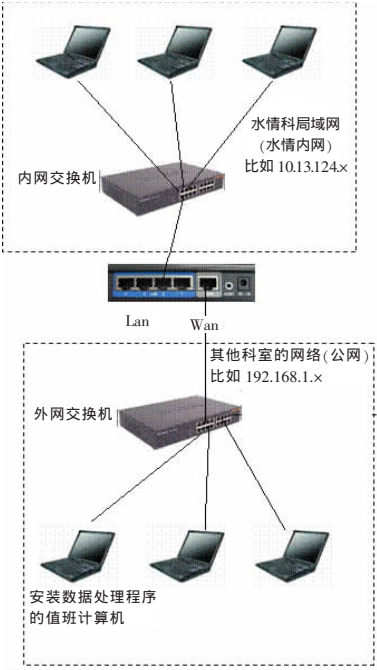 水情科局域网
(水情内网)
比如 10.13.124.×
内网交换机
Lan
Wan
其他科室的网络(公网)
比如 192.168.1.×
外网交换机
安装数据处理程序
的值班计算机